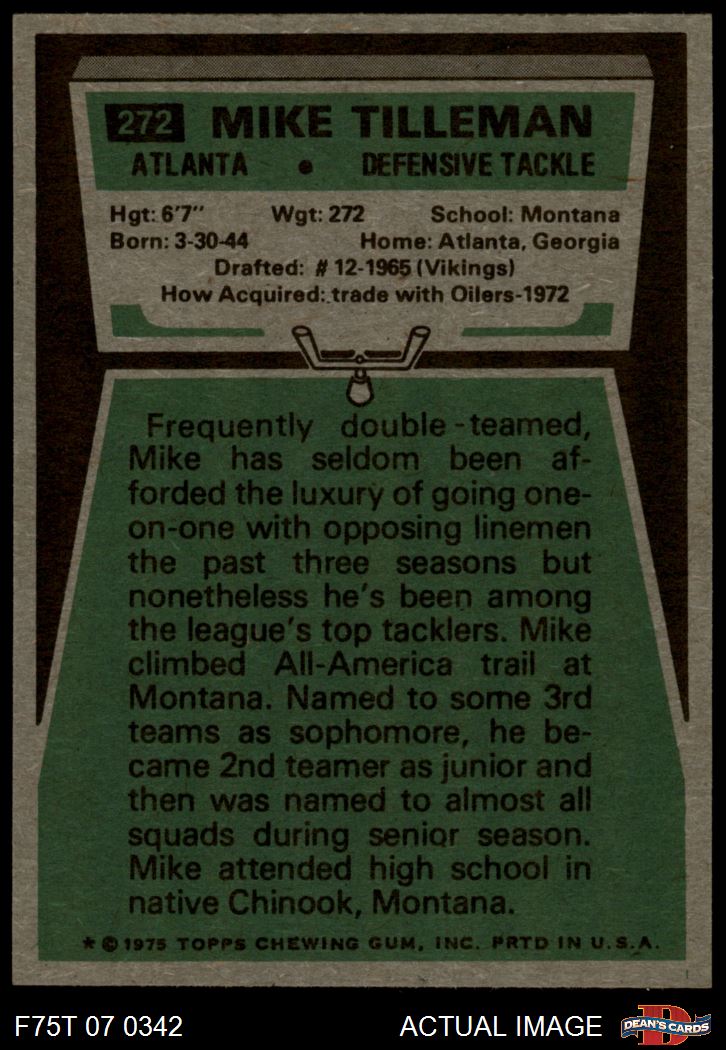 272 MIKE TILLEMAN
ATLANTA • DEFENSIVE TACKLE
Hgt: 6'7" Wgt: 272 School: Montana
Born: 3-30-44 Home: Atlanta, Georgia
Drafted: # 12-1965 (Vikings)
How Acquired: trade with Oilers-1972
Frequently double-teamed,
Mike has seldom been af-
forded the luxury of going one-
on-one with opposing linemen
the past three seasons but
nonetheless he's been among
the league's top tacklers. Mike
climbed All-America trail at
Montana. Named to some 3rd
teams as sophomore, he be-
came 2nd teamer as junior and
then was named to almost all
squads during senior season.
Mike attended high school in
native Chinook, Montana.
* © 1975 TOPPS CHEWING GUM, INC. PRTD IN U.S.A.
F75T 07 0342 ACTUAL IMAGE D DEAN'S CARDS